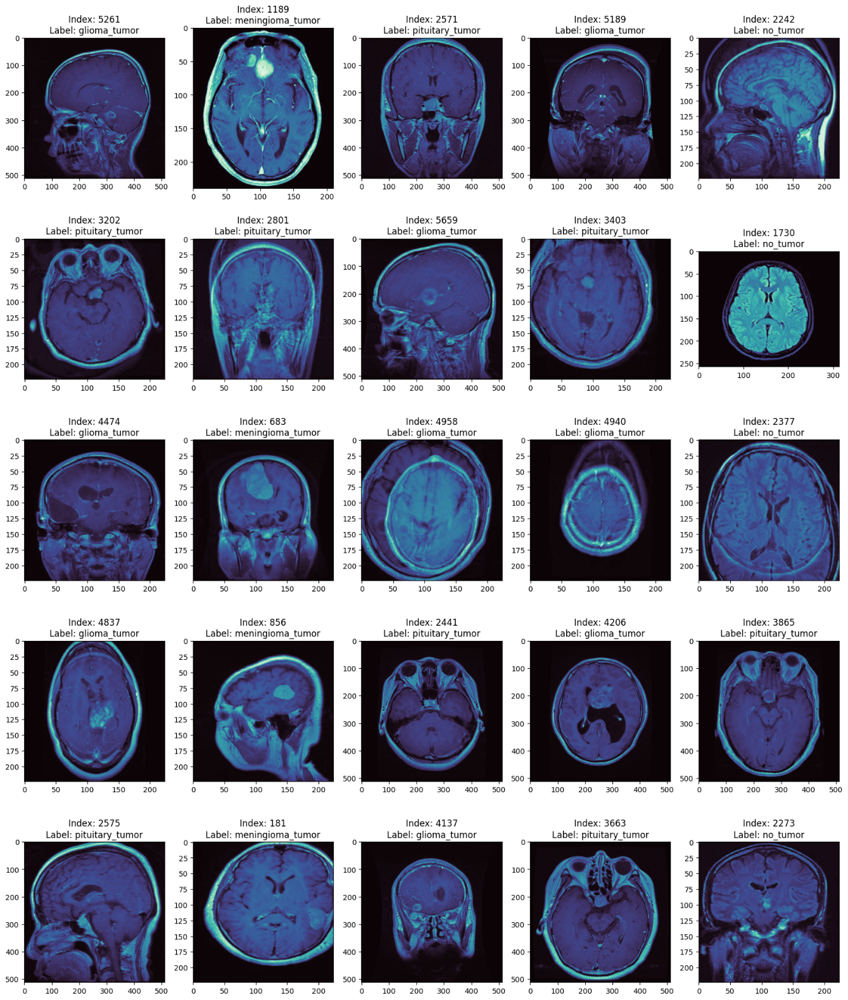 Index: 5261
Label: glioma_tumor
0
100
200
300
400
500
0 100 200 300 400 500
Index: 1189
Label: meningioma_tumor
0
50
100
150
200
0 50 100 150 200
Index: 2571
Label: pituitary_tumor
0
100
200
300
400
500
0 100 200 300 400 500
Index: 5189
Label: glioma_tumor
0
100
200
300
400
500
0 100 200 300 400 500
Index: 2242
Label: no_tumor
0
25
50
75
100
125
150
175
200
0 50 100 150 200
Index: 3202
Label: pituitary_tumor
0
25
50
75
100
125
150
175
200
0 50 100 150 200
Index: 2801
Label: pituitary_tumor
0
25
50
75
100
125
150
175
200
0 50 100 150 200
Index: 5659
Label: glioma_tumor
0
100
200
300
400
500
0 100 200 300 400 500
Index: 3403
Label: pituitary_tumor
0
25
50
75
100
125
150
175
200
0 50 100 150 200
Index: 1730
Label: no_tumor
0
50
100
150
200
250
0 100 200 300
Index: 4474
Label: glioma_tumor
0
25
50
75
100
125
150
175
200
0 50 100 150 200
Index: 683
Label: meningioma_tumor
0
25
50
75
100
125
150
175
200
0 50 100 150 200
Index: 4958
Label: glioma_tumor
0
25
50
75
100
125
150
175
200
0 50 100 150 200
Index: 4940
Label: glioma_tumor
0
25
50
75
100
125
150
175
200
0 50 100 150 200
Index: 2377
Label: no_tumor
0
25
50
75
100
125
150
175
200
0 50 100 150 200
Index: 4837
Label: glioma_tumor
0
25
50
75
100
125
150
175
200
0 50 100 150 200
Index: 856
Label: meningioma_tumor
0
25
50
75
100
125
150
175
200
0 50 100 150 200
Index: 2441
Label: pituitary_tumor
0
100
200
300
400
500
0 100 200 300 400 500
Index: 4206
Label: glioma_tumor
0
100
200
300
400
500
0 100 200 300 400 500
Index: 3865
Label: pituitary_tumor
0
100
200
300
400
500
0 100 200 300 400 500
Index: 2575
Label: pituitary_tumor
0
100
200
300
400
500
0 100 200 300 400 500
Index: 181
Label: meningioma_tumor
0
25
50
75
100
125
150
175
200
0 50 100 150 200
Index: 4137
Label: glioma_tumor
0
100
200
300
400
500
0 100 200 300 400 500
Index: 3663
Label: pituitary_tumor
0
100
200
300
400
500
0 100 200 300 400 500
Index: 2273
Label: no_tumor
0
25
50
75
100
125
150
175
200
0 50 100 150 200